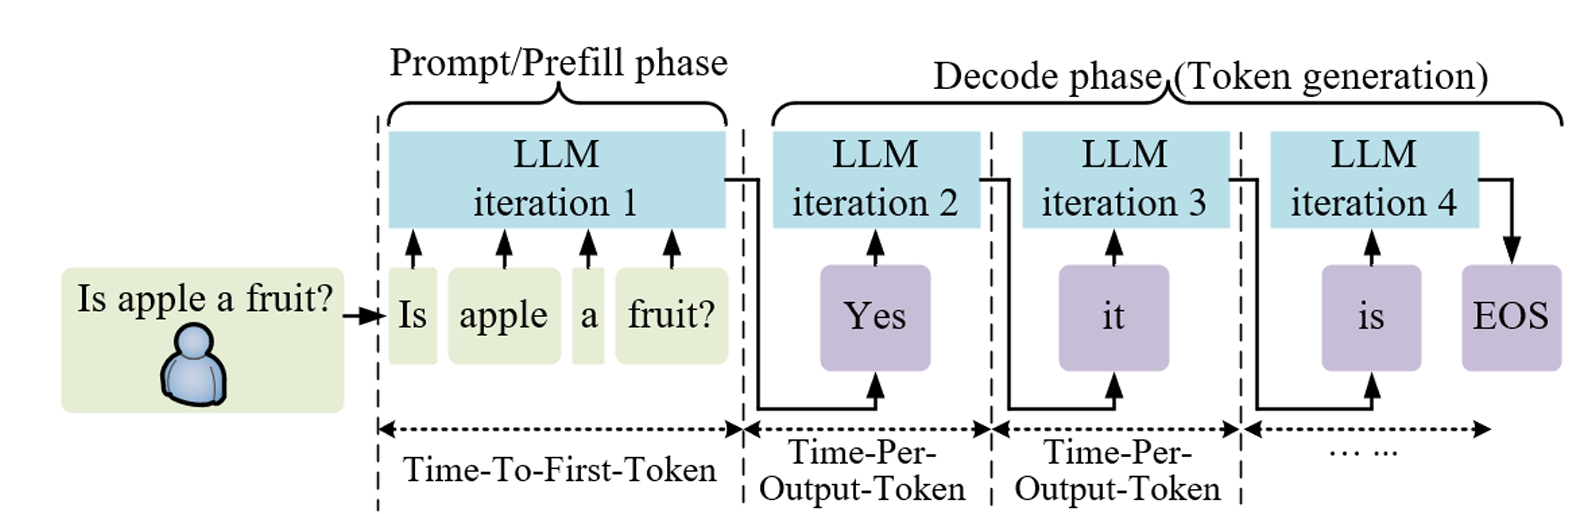 Prompt/Prefill phase
Decode phase (Token generation)
LLM
iteration 1
LLM
iteration 2
LLM
iteration 3
LLM
iteration 4
Is apple a fruit?
Is
apple
a
fruit?
Yes
it
is
EOS
Time-To-First-Token
Time-Per-
Output-Token
Time-Per-
Output-Token
... ...